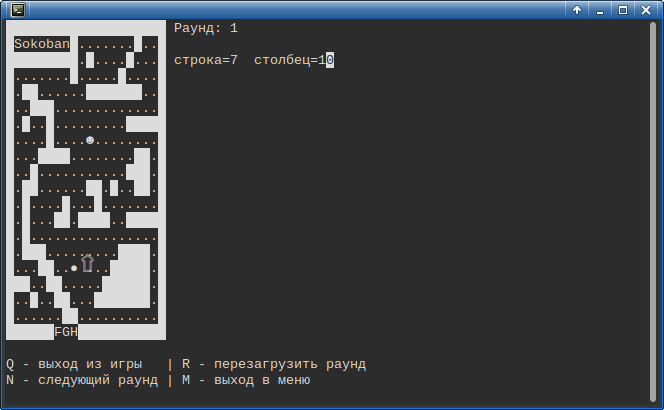 Раунд: 1
Sokoban
строка=7 столбец=10
FGH
Q - выход из игры | R - перезагрузить раунд
N - следующий раунд | M - выход в меню